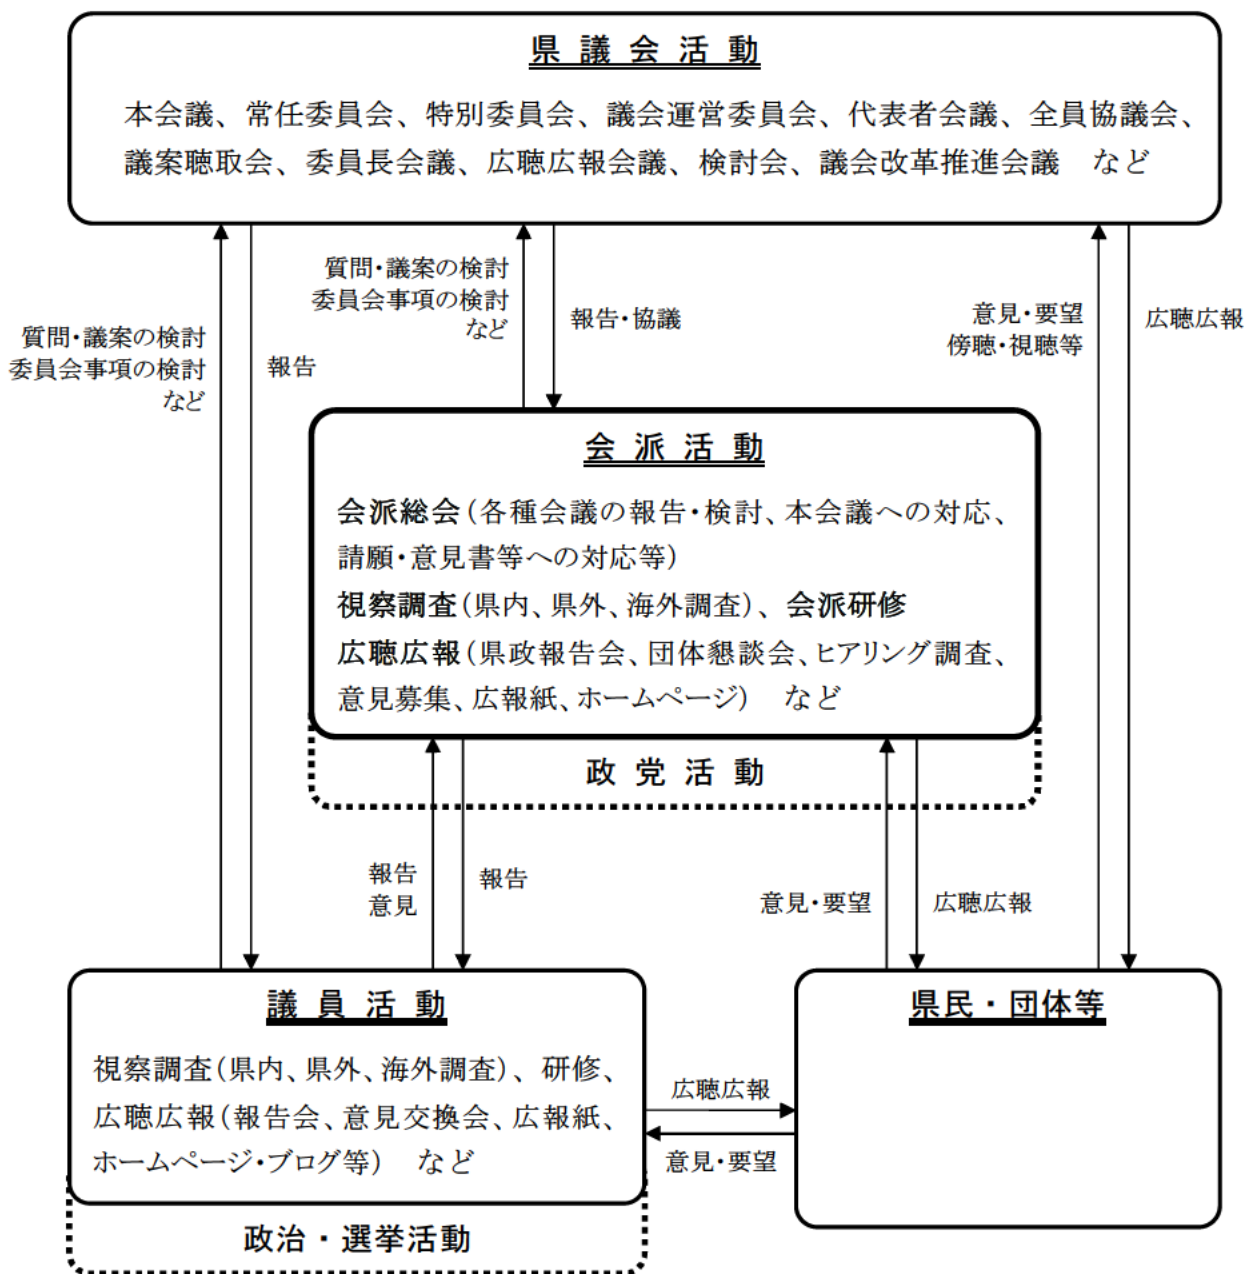 県議会活動
本会議、常任委員会、特別委員会、議会運営委員会、代表者会議、全員協議会、
議案聴取会、委員長会議、広聴広報会議、検討会、議会改革推進会議　など
質問・議案の検討
委員会事項の検討
など
報告
質問・議案の検討
委員会事項の検討
など
報告・協議
意見・要望
傍聴・視聴等
広聴広報
会派活動
会派総会(各種会議の報告・検討、本会議への対応、
請願・意見書等への対応等)
視察調査(県内、県外、海外調査)、会派研修
広聴広報(県政報告会、団体懇談会、ヒアリング調査、
意見募集、広報紙、ホームページ)　など
政党活動
報告
意見
報告
意見・要望
広聴広報
議員活動
視察調査(県内、県外、海外調査)、研修、
広聴広報(報告会、意見交換会、広報紙、
ホームページ・ブログ等)　など
政治・選挙活動
広聴広報
意見・要望
県民・団体等